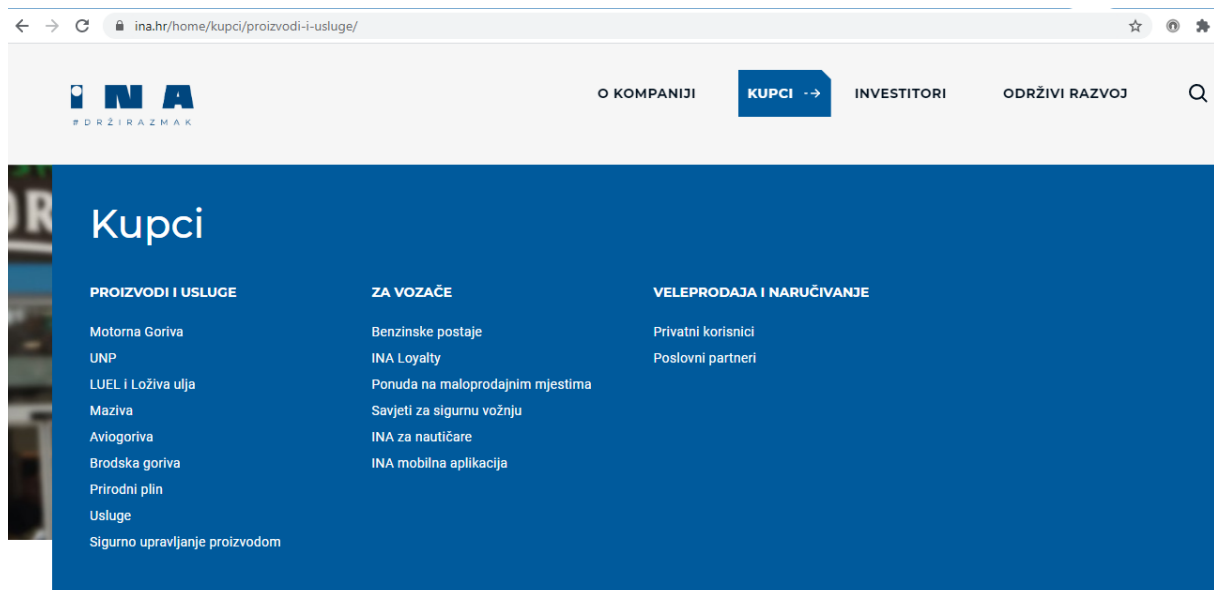 ina.hr/home/kupci/proizvodi-i-usluge/
INA
#DRŽIRAZMAK
O KOMPANIJI
KUPCI
INVESTITORI
ODRŽIVI RAZVOJ
Kupci
PROIZVODI I USLUGE
Motorna Goriva
UNP
LUEL i Loživa ulja
Maziva
Aviogoriva
Brodska goriva
Prirodni plin
Usluge
Sigurno upravljanje proizvodom
ZA VOZAČE
Benzinske postaje
INA Loyalty
Ponuda na maloprodajnim mjestima
Savjeti za sigurnu vožnju
INA za nautičare
INA mobilna aplikacija
VELEPRODAJA I NARUČIVANJE
Privatni korisnici
Poslovni partneri